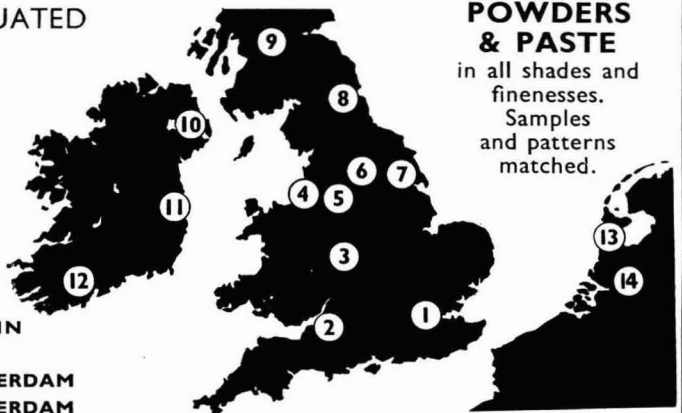 UATED
POWDERS
& PASTE
in all shades and
finenesses.
Samples
and patterns
matched.
9
8
10
6
7
4
5
11
13
3
12
14
1
2
IN
ERDAM
ERDAM